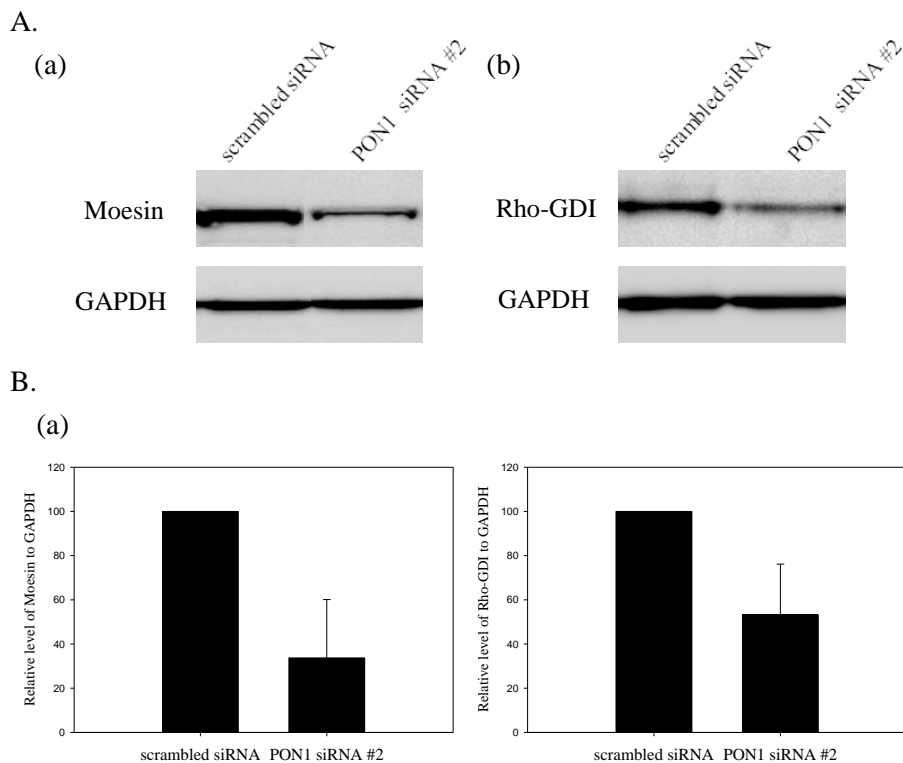 A.
(a)
scrambled siRNA
PON1 siRNA #2
Moesin
GAPDH
(b)
scrambled siRNA
PON1 siRNA #2
Rho-GDI
GAPDH
B.
(a)
Relative level of Moesin to GAPDH
120
100
80
60
40
20
0
scrambled siRNA PON1 siRNA #2
Relative level of Rho-GDI to GAPDH
120
100
80
60
40
20
0
scrambled siRNA PON1 siRNA #2